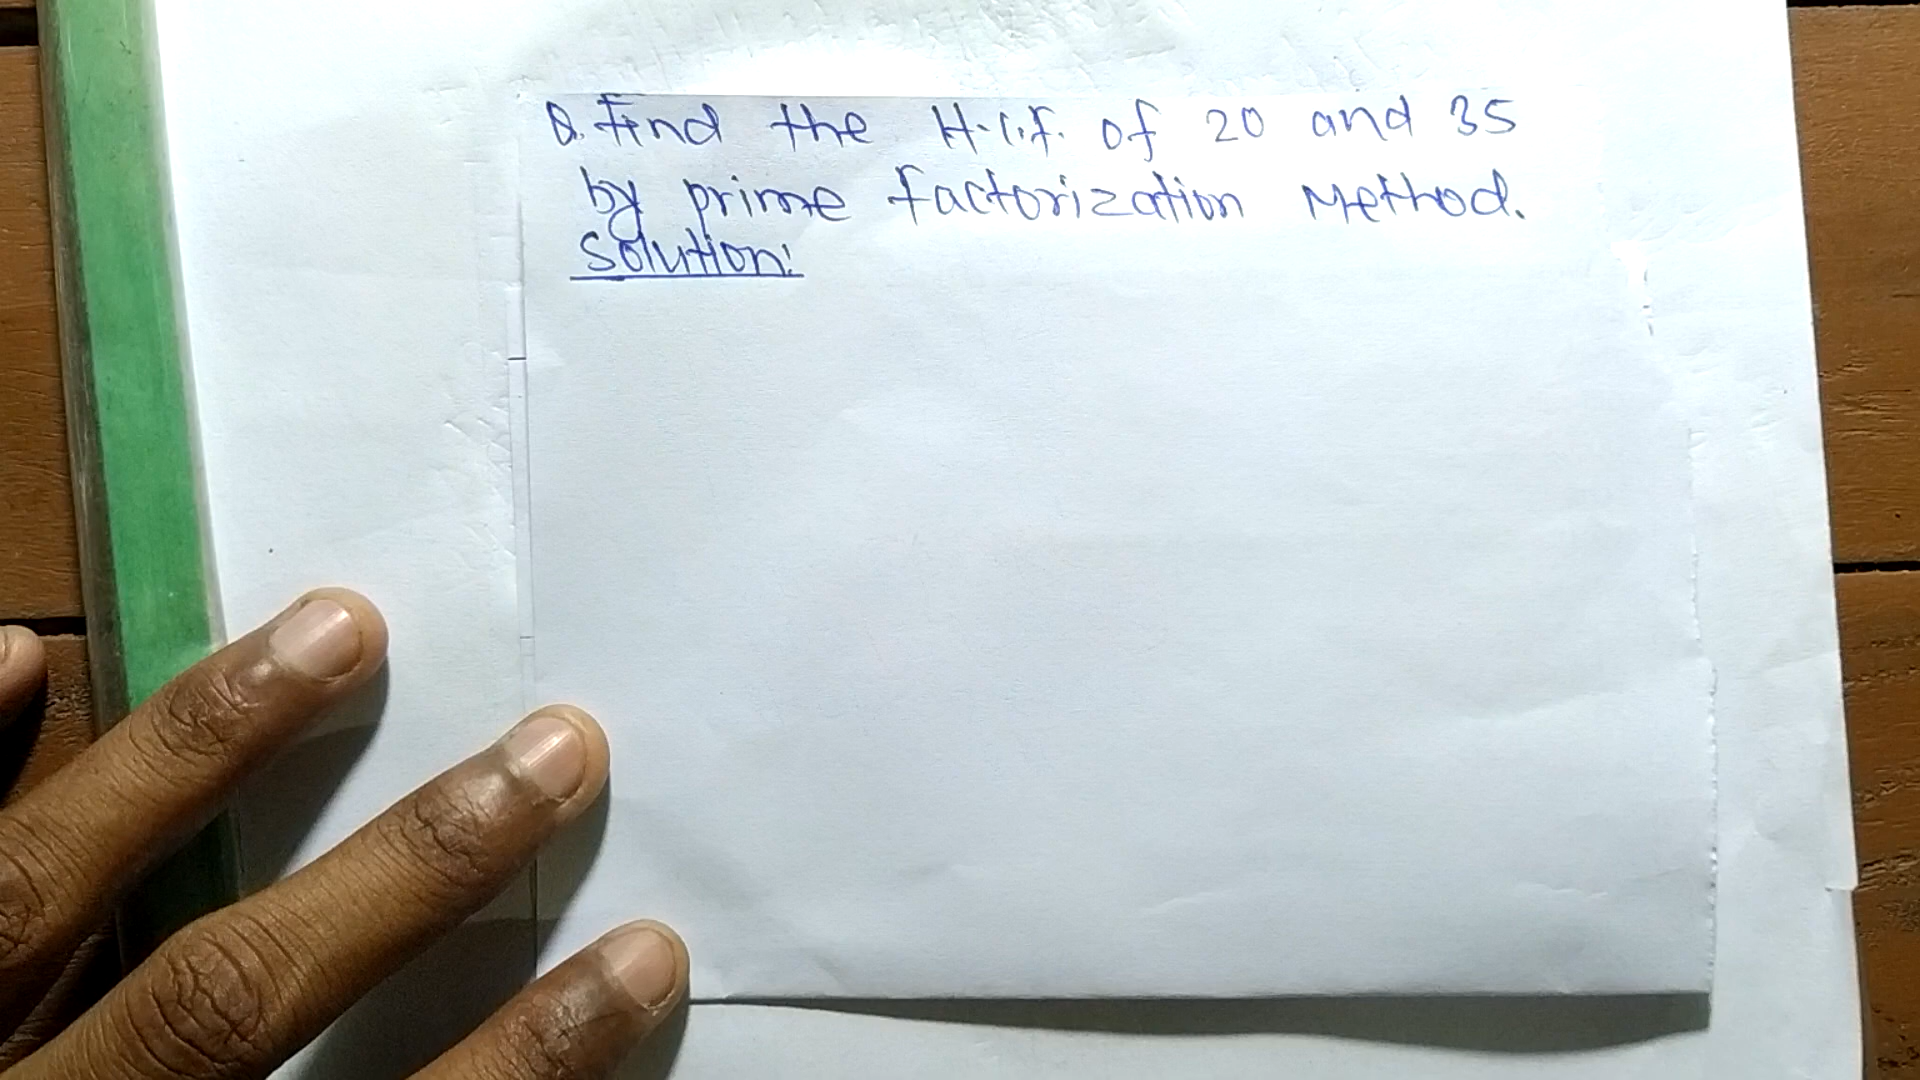 Q. Find the H.C.F. of 20 and 35
by prime factorization Method.
Solution: